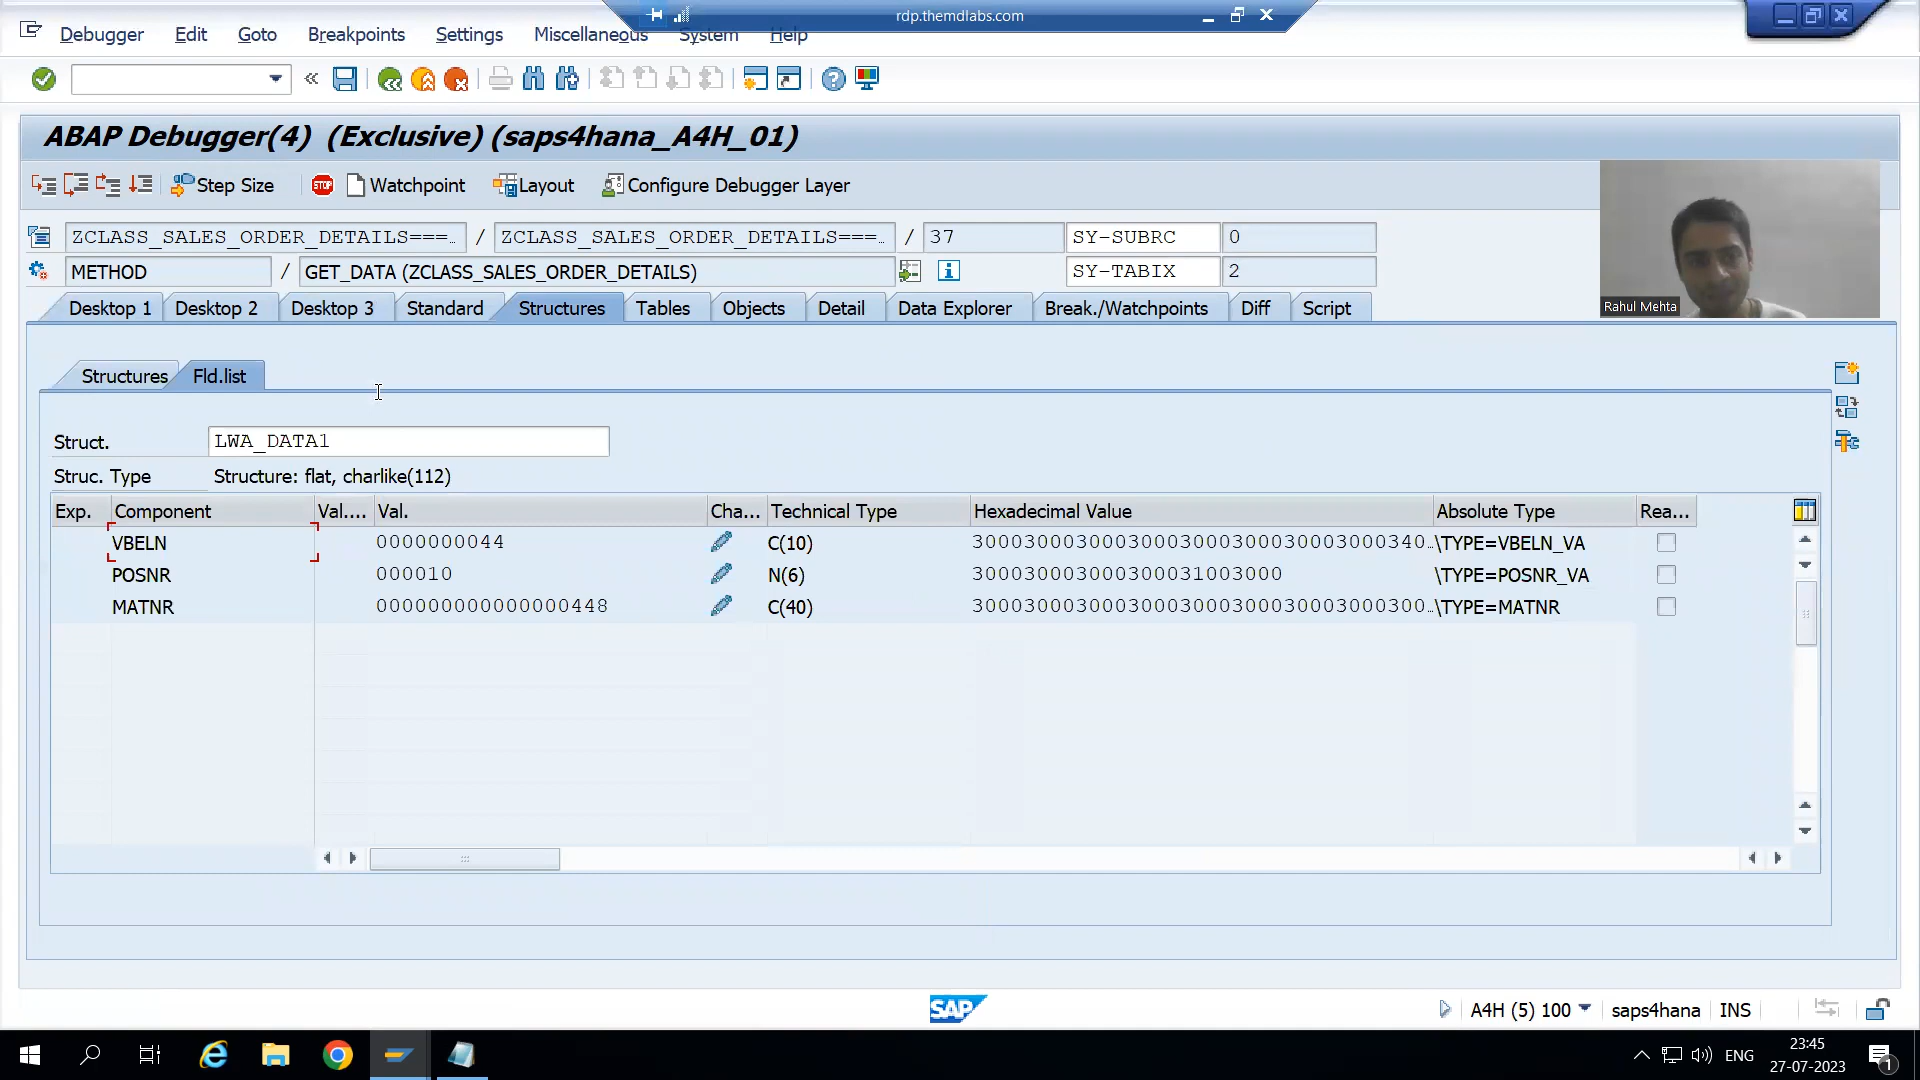 rdp.themdlabs.com
Debugger Edit Goto Breakpoints Settings Miscellaneous System Help
ABAP Debugger(4) (Exclusive) (saps4hana_A4H_01)
Step Size STOP Watchpoint Layout Configure Debugger Layer
ZCLASS_SALES_ORDER_DETAILS===… / ZCLASS_SALES_ORDER_DETAILS===… / 37 SY-SUBRC 0
METHOD / GET_DATA (ZCLASS_SALES_ORDER_DETAILS) SY-TABIX 2
Rahul Mehta
Desktop 1 Desktop 2 Desktop 3 Standard Structures Tables Objects Detail Data Explorer Break./Watchpoints Diff Script
Structures Fld.list
Struct. LWA_DATA1
Struc. Type Structure: flat, charlike(112)
Exp. Component Val.... Val. Cha... Technical Type Hexadecimal Value Absolute Type Rea...
VBELN 0000000044 C(10) 300030003000300030003000300030003400… \TYPE=VBELN_VA
POSNR 000010 N(6) 300030003000300031003000 \TYPE=POSNR_VA
MATNR 000000000000000448 C(40) 300030003000300030003000300030003000… \TYPE=MATNR
SAP A4H (5) 100 saps4hana INS
ENG 23:45
27-07-2023
1